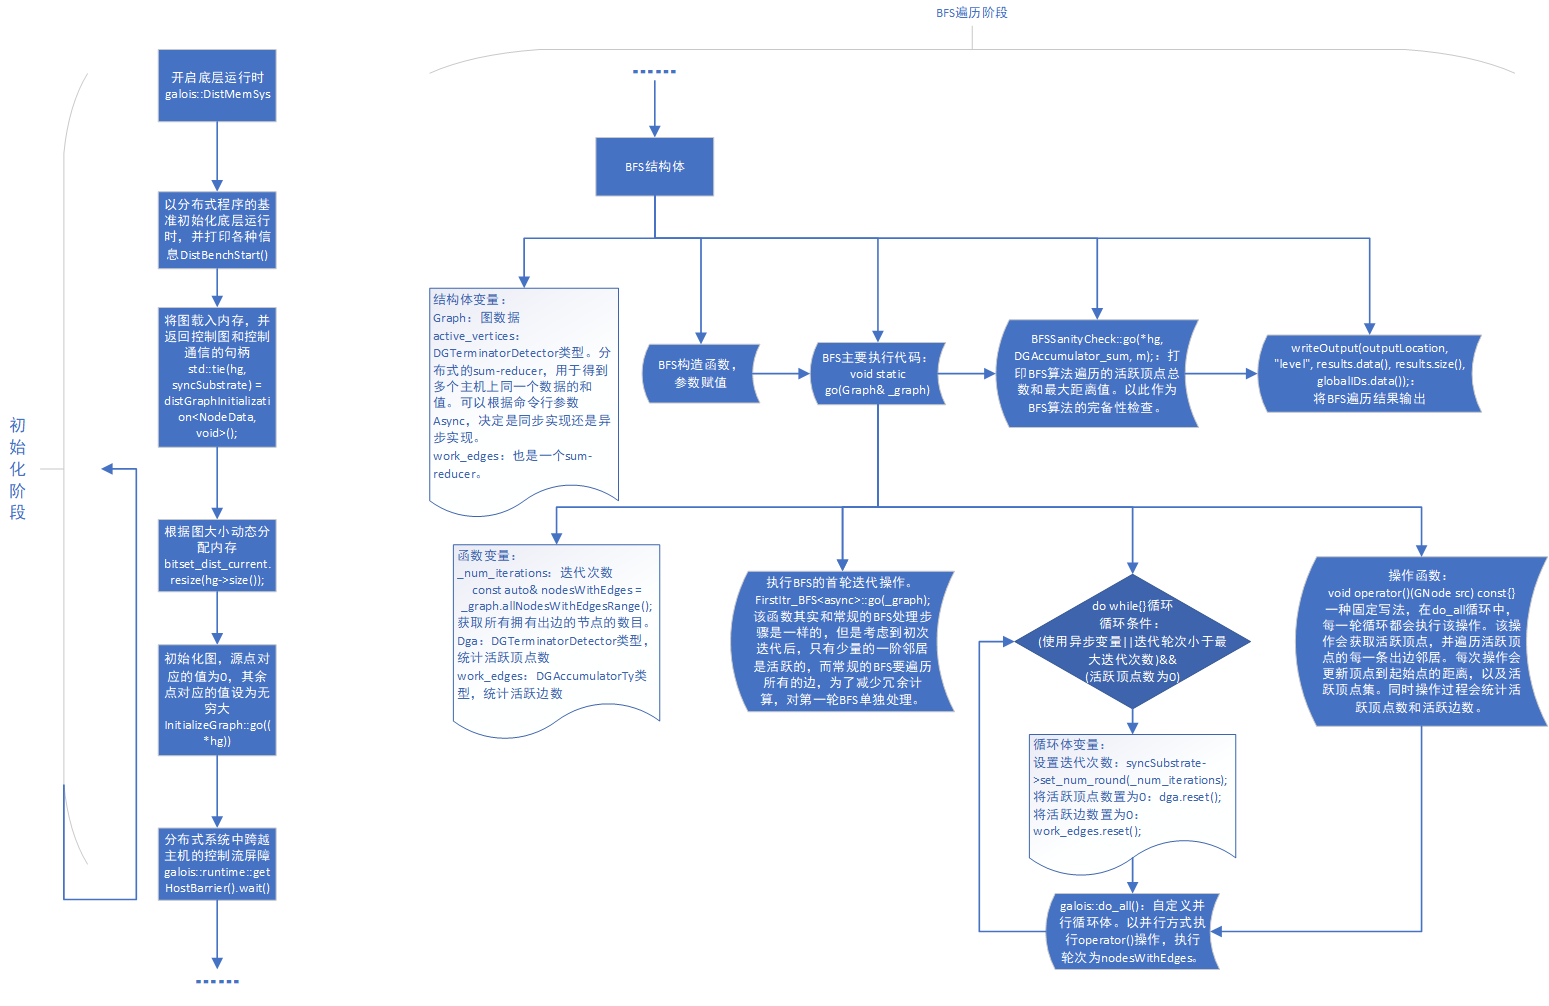 BFS遍历阶段
初
始
化
阶
段
开启底层运行时
galois::DistMemSys
以分布式程序的基
准初始化底层运行
时，并打印各种信
息DistBenchStart()
将图载入内存，并
返回控制图和控制
通信的句柄
std::tie(hg,
syncSubstrate) =
distGraphInitializati
on<NodeData,
void>();
根据图大小动态分
配内存
bitset_dist_current.
resize(hg->size());
初始化图，源点对
应的值为0，其余
点对应的值设为无
穷大
InitializeGraph::go((
*hg))
分布式系统中跨越
主机的控制流屏障
galois::runtime::get
HostBarrier().wait()
BFS结构体
结构体变量：
Graph：图数据
active_vertices：
DGTerminatorDetector类型。分
布式的sum-reducer，用于得到
多个主机上同一个数据的和
值。可以根据命令行参数
Async，决定是同步实现还是异
步实现。
work_edges：也是一个sum-
reducer。
BFS构造函数，
参数赋值
BFS主要执行代码：
void static
go(Graph& _graph)
BFSSanityCheck::go(*hg,
DGAccumulator_sum, m);：打
印BFS算法遍历的活跃顶点总
数和最大距离值。以此作为
BFS算法的完备性检查。
writeOutput(outputLocation,
"level", results.data(), results.size(),
globalIDs.data());：
将BFS遍历结果输出
函数变量：
_num_iterations：迭代次数
const auto& nodesWithEdges =
_graph.allNodesWithEdgesRange();
获取所有拥有出边的节点的数目。
Dga：DGTerminatorDetector类型，
统计活跃顶点数
work_edges：DGAccumulatorTy类
型，统计活跃边数
执行BFS的首轮迭代操作。
FirstItr_BFS<async>::go(_graph);
该函数其实和常规的BFS处理步
骤是一样的，但是考虑到初次
迭代后，只有少量的一阶邻居
是活跃的，而常规的BFS要遍历
所有的边，为了减少冗余计
算，对第一轮BFS单独处理。
do while{}循环
循环条件：
(使用异步变量||迭代轮次小于最
大迭代次数)&&
(活跃顶点数为0)
操作函数：
void operator()(GNode src) const{}
一种固定写法，在do_all循环中，
每一轮循环都会执行该操作。该操
作会获取活跃顶点，并遍历活跃顶
点的每一条出边邻居。每次操作会
更新顶点到起始点的距离，以及活
跃顶点集。同时操作过程会统计活
跃顶点数和活跃边数。
循环体变量：
设置迭代次数：syncSubstrate-
>set_num_round(_num_iterations);
将活跃顶点数置为0：dga.reset();
将活跃边数置为0：
work_edges.reset();
galois::do_all()：自定义并
行循环体。以并行方式执
行operator()操作，执行
轮次为nodesWithEdges。